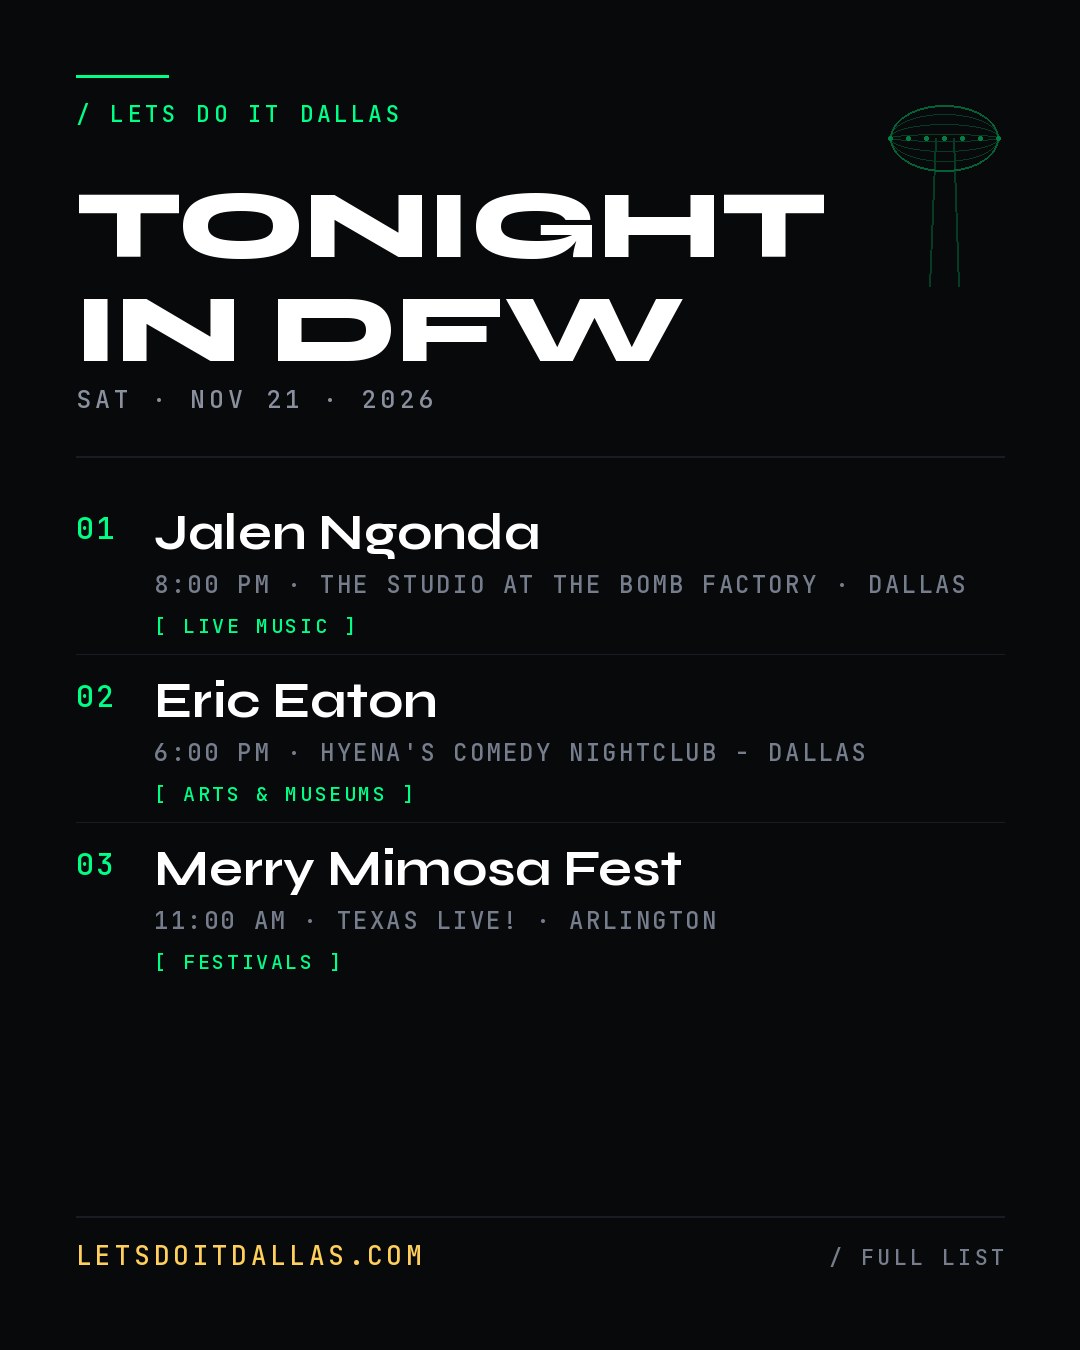 / LETS DO IT DALLAS
TONIGHT
IN DFW
SAT · NOV 21 · 2026
01 Jalen Ngonda
8:00 PM · THE STUDIO AT THE BOMB FACTORY · DALLAS
[ LIVE MUSIC ]
02 Eric Eaton
6:00 PM · HYENA'S COMEDY NIGHTCLUB - DALLAS
[ ARTS & MUSEUMS ]
03 Merry Mimosa Fest
11:00 AM · TEXAS LIVE! · ARLINGTON
[ FESTIVALS ]
LETSDOITDALLAS.COM
/ FULL LIST